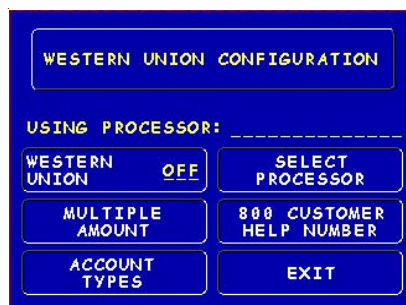 WESTERN UNION CONFIGURATION
USING PROCESSOR: _______________
WESTERN UNION OFF
SELECT PROCESSOR
MULTIPLE AMOUNT
800 CUSTOMER HELP NUMBER
ACCOUNT TYPES
EXIT